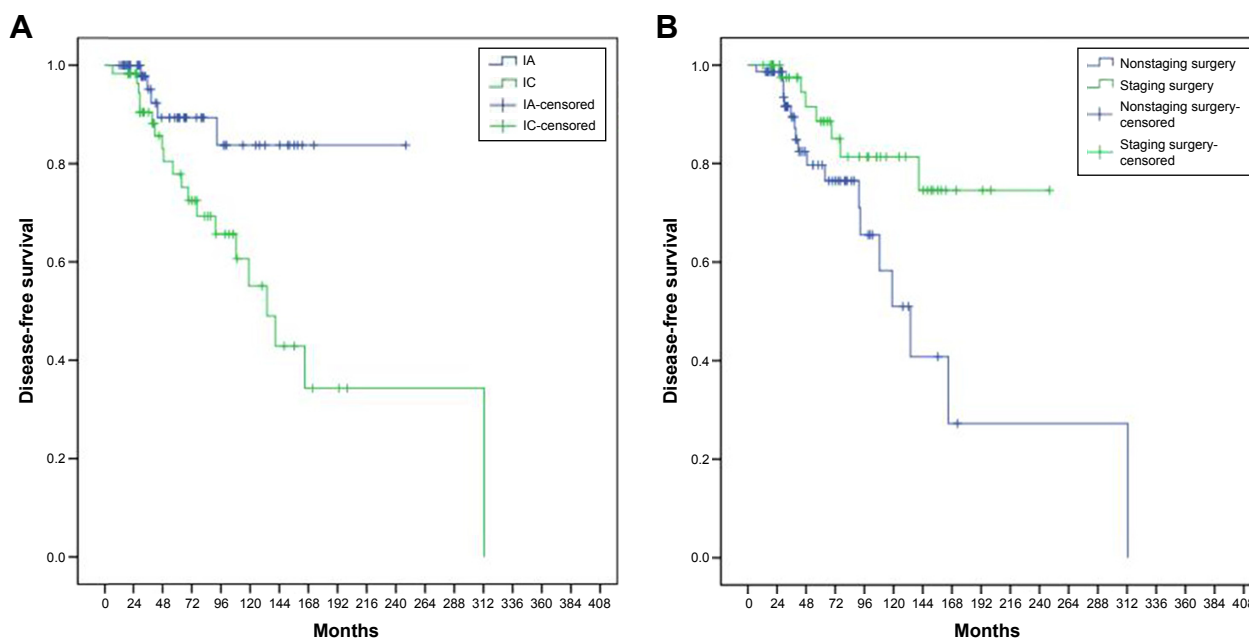 A
IA
IC
IA-censored
IC-censored
1.0
0.8
0.6
0.4
0.2
0.0
Disease-free survival
0 24 48 72 96 120 144 168 192 216 240 264 288 312 336 360 384 408
Months
B
Nonstaging surgery
Staging surgery
Nonstaging surgery-
censored
Staging surgery-
censored
1.0
0.8
0.6
0.4
0.2
0.0
Disease-free survival
0 24 48 72 96 120 144 168 192 216 240 264 288 312 336 360 384 408
Months